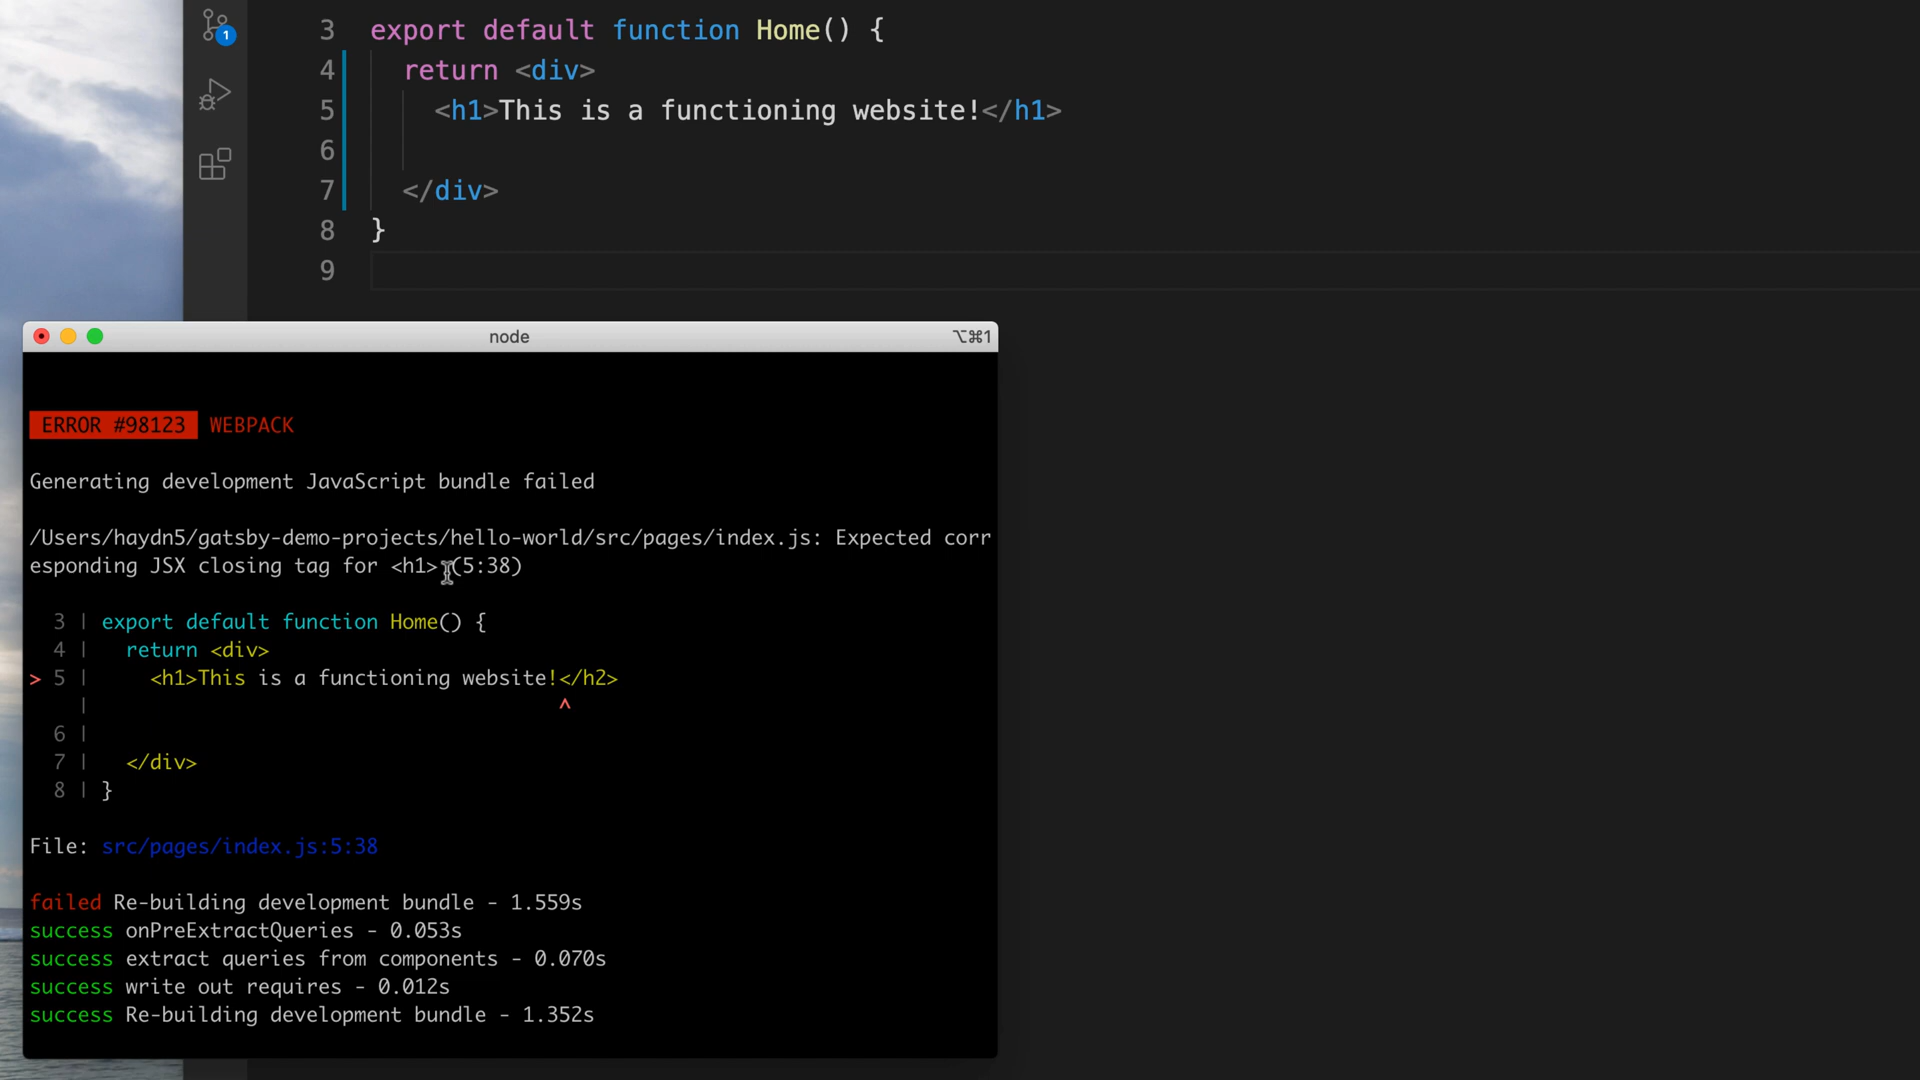 1
3 export default function Home() {
4 return <div>
5 <h1>This is a functioning website!</h1>
6
7 </div>
8 }
9
node
⌥⌘1
ERROR #98123 WEBPACK
Generating development JavaScript bundle failed
/Users/haydn5/gatsby-demo-projects/hello-world/src/pages/index.js: Expected corr
esponding JSX closing tag for <h1> (5:38)
3 | export default function Home() {
4 | return <div>
> 5 | <h1>This is a functioning website!</h2>
| ^
6 |
7 | </div>
8 | }
File: src/pages/index.js:5:38
failed Re-building development bundle - 1.559s
success onPreExtractQueries - 0.053s
success extract queries from components - 0.070s
success write out requires - 0.012s
success Re-building development bundle - 1.352s